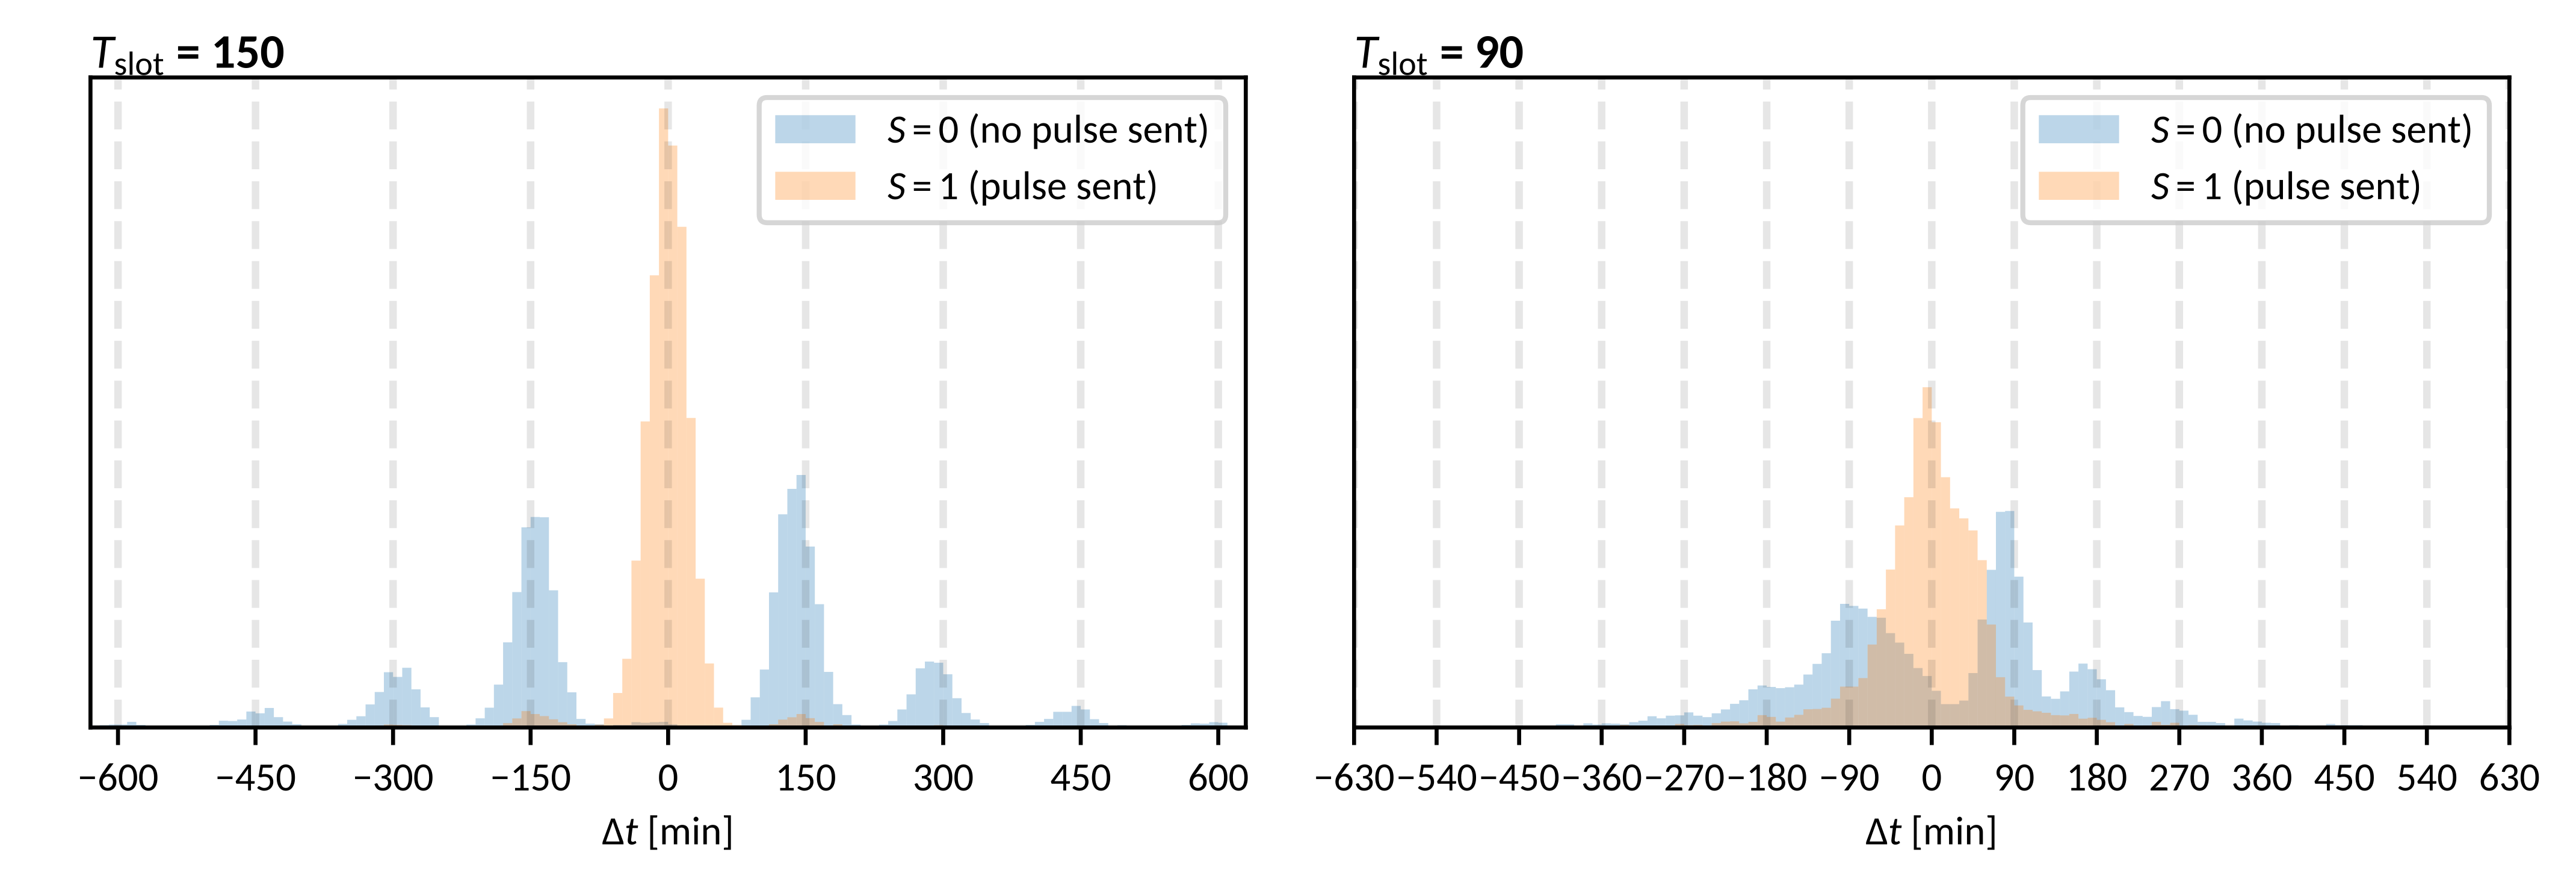 Tslot = 150
S = 0 (no pulse sent)
S = 1 (pulse sent)
−600 −450 −300 −150 0 150 300 450 600
Δt [min]
Tslot = 90
S = 0 (no pulse sent)
S = 1 (pulse sent)
−630 −540 −450 −360 −270 −180 −90 0 90 180 270 360 450 540 630
Δt [min]